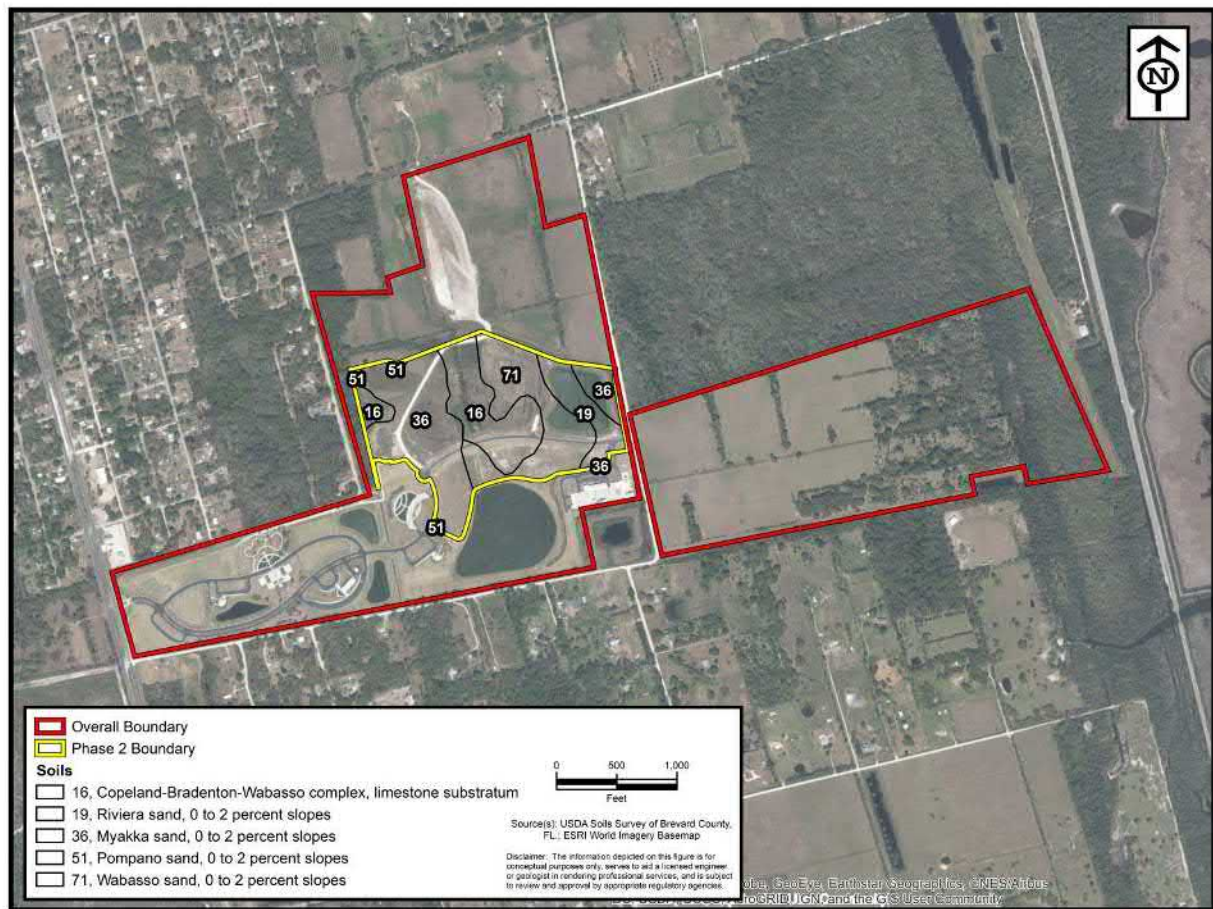 N
51
51
71
36
16
36
16
19
36
51
Overall Boundary
Phase 2 Boundary
Soils
16, Copeland-Bradenton-Wabasso complex, limestone substratum
19, Riviera sand, 0 to 2 percent slopes
36, Myakka sand, 0 to 2 percent slopes
51, Pompano sand, 0 to 2 percent slopes
71, Wabasso sand, 0 to 2 percent slopes
0 500 1,000
Feet
Source(s): USDA Soils Survey of Brevard County,
FL.; ESRI World Imagery Basemap
Disclaimer: The information depicted on this figure is for
conceptual purposes only, serves to aid a licensed engineer
or geologist in rendering professional services, and is subject
to review and approval by appropriate regulatory agencies.
GeoEye, Earthstar Geographics, CNES/Airbus
IGN, and the GIS User Community